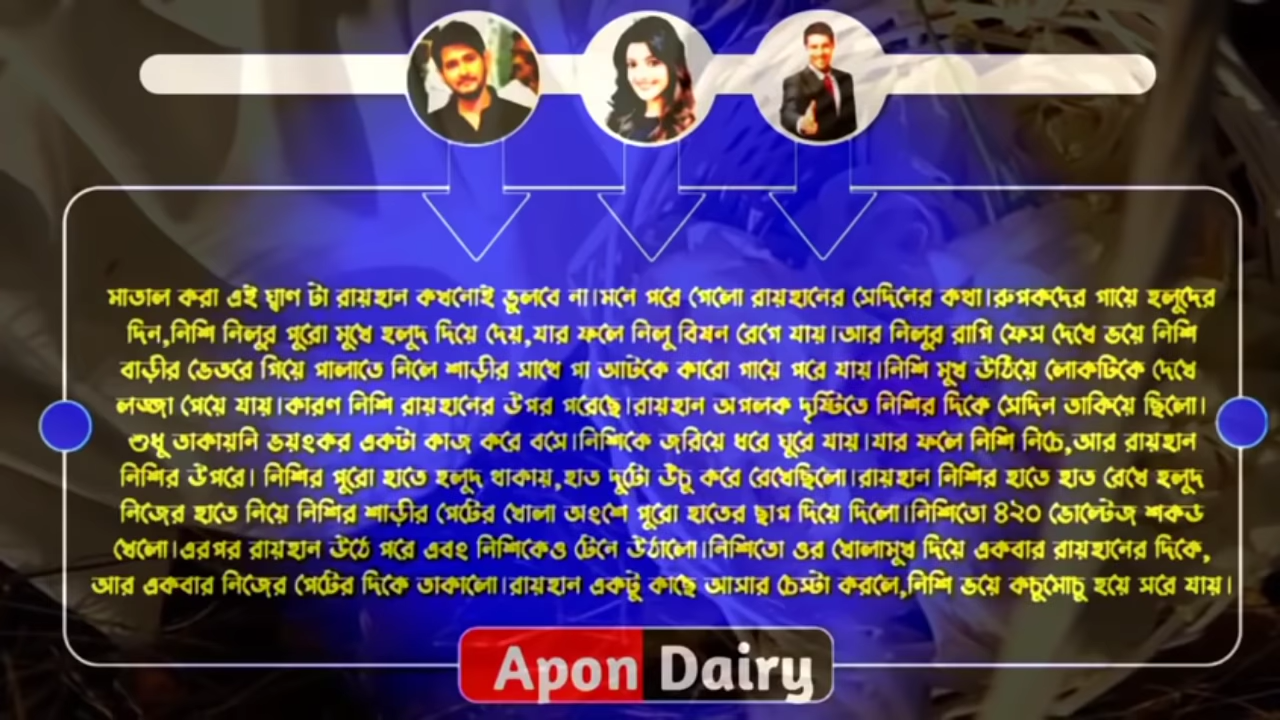 মাতাল করা এই ঘ্রাণ টা রায়হান কখনোই ভুলবে না।মনে পরে গেলো রায়হানের সেদিনের কথা।রুপকদের গায়ে হলুদের
দিন,নিশি নিলুর পুরো মুখে হলুদ দিয়ে দেয়,যার ফলে নিলু বিষন রেগে যায়।আর নিলুর রাগি ফেস দেখে ভয়ে নিশি
বাড়ীর ভেতরে গিয়ে পালাতে নিলে শাড়ীর সাথে পা আটকে কারো গায়ে পরে যায়।নিশি মুখ উঠিয়ে লোকটিকে দেখে
লজ্জা পেয়ে যায়।কারণ নিশি রায়হানের উপর পরেছে।রায়হান অপলক দৃষ্টিতে নিশির দিকে সেদিন তাকিয়ে ছিলো।
শুধু তাকায়নি ভয়ংকর একটা কাজ করে বসে।নিশিকে জরিয়ে ধরে ঘুরে যায়।যার ফলে নিশি নিচে,আর রায়হান
নিশির উপরে। নিশির পুরো হাতে হলুদ থাকায়,হাত দুটো উঁচু করে রেখেছিলো।রায়হান নিশির হাতে হাত রেখে হলুদ
নিজের হাতে নিয়ে নিশির শাড়ীর পেটের খোলা অংশে পুরো হাতের ছাপ দিয়ে দিলো।নিশিতো ৪২০ ভোল্টেজ শকড
খেলো।এরপর রায়হান উঠে পরে এবং নিশিকেও টেনে উঠালো।নিশিতো ওর খোলামুখ দিয়ে একবার রায়হানের দিকে,
আর একবার নিজের পেটের দিকে তাকালো।রায়হান একটু কাছে আসার চেস্টা করলে,নিশি ভয়ে কচুমোচু হয়ে সরে যায়।
Apon Dairy